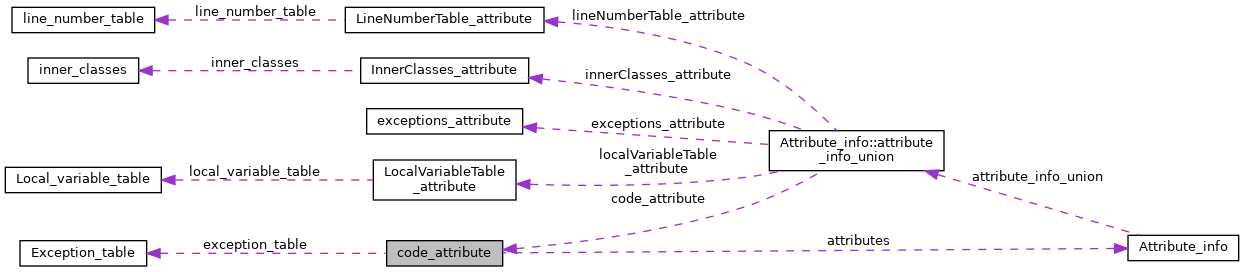 line_number_table
line_number_table
LineNumberTable_attribute
lineNumberTable_attribute
inner_classes
inner_classes
InnerClasses_attribute
innerClasses_attribute
exceptions_attribute
exceptions_attribute
Attribute_info::attribute
_info_union
Local_variable_table
local_variable_table
LocalVariableTable
_attribute
localVariableTable
_attribute
code_attribute
attribute_info_union
Exception_table
exception_table
code_attribute
attributes
Attribute_info